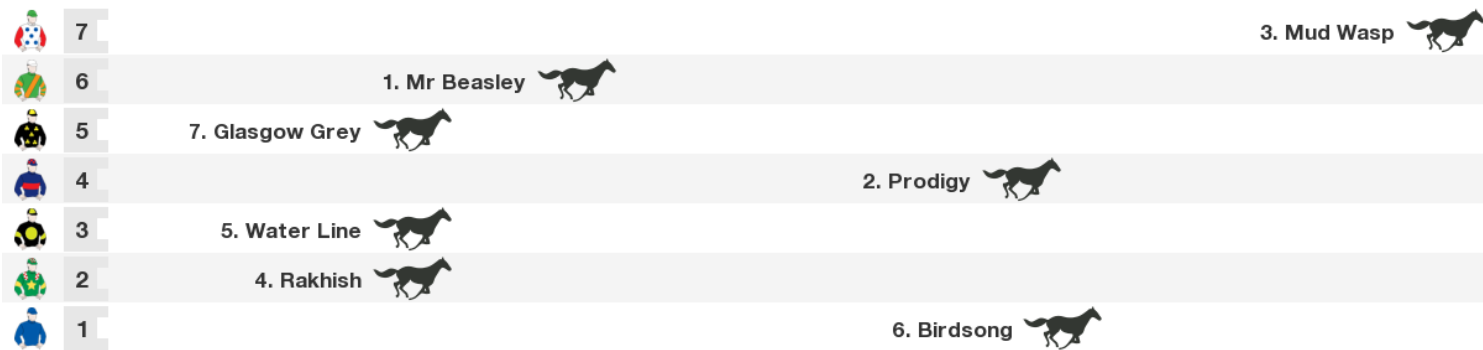 7 3. Mud Wasp
6 1. Mr Beasley
5 7. Glasgow Grey
4 2. Prodigy
3 5. Water Line
2 4. Rakhish
1 6. Birdsong